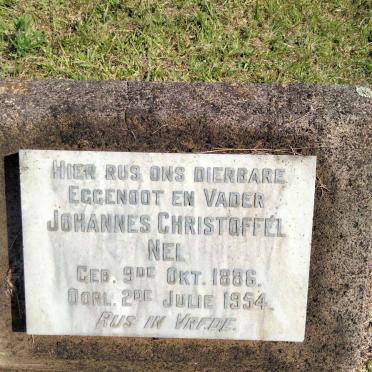 HIER RUS ONS DIERBARE
EGGENOOT EM VADER
JOHANNES CHRISTOFFEL
NEL
GEB. 9DE OKT. 1886.
OORL. 2DE JULIE 1954.
RUS IN VREDE.